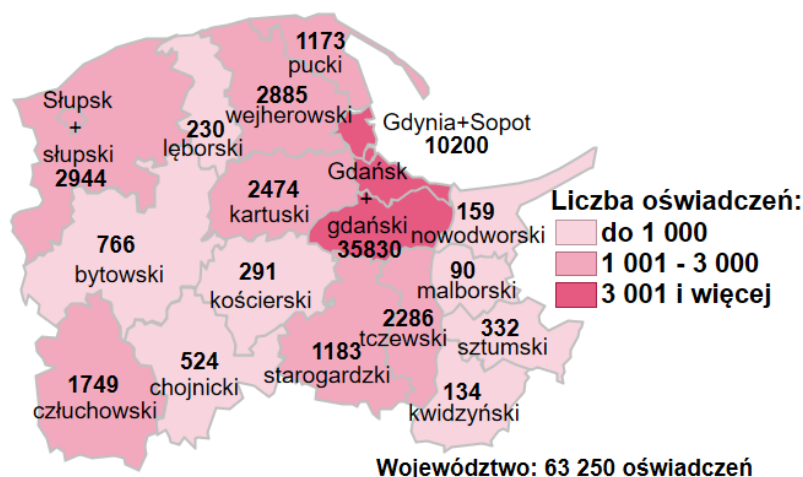 1173
pucki
2885
wejherowski
Słupsk
+
słupski
2944
230
lęborski
Gdynia+Sopot
10200
2474
kartuski
Gdańsk
+
gdański
35830
159
nowodworski
766
bytowski
291
kościerski
90
malborski
2286
tczewski
332
sztumski
1749
człuchowski
524
chojnicki
1183
starogardzki
134
kwidzyński
Liczba oświadczeń:
do 1 000
1 001 - 3 000
3 001 i więcej
Województwo: 63 250 oświadczeń